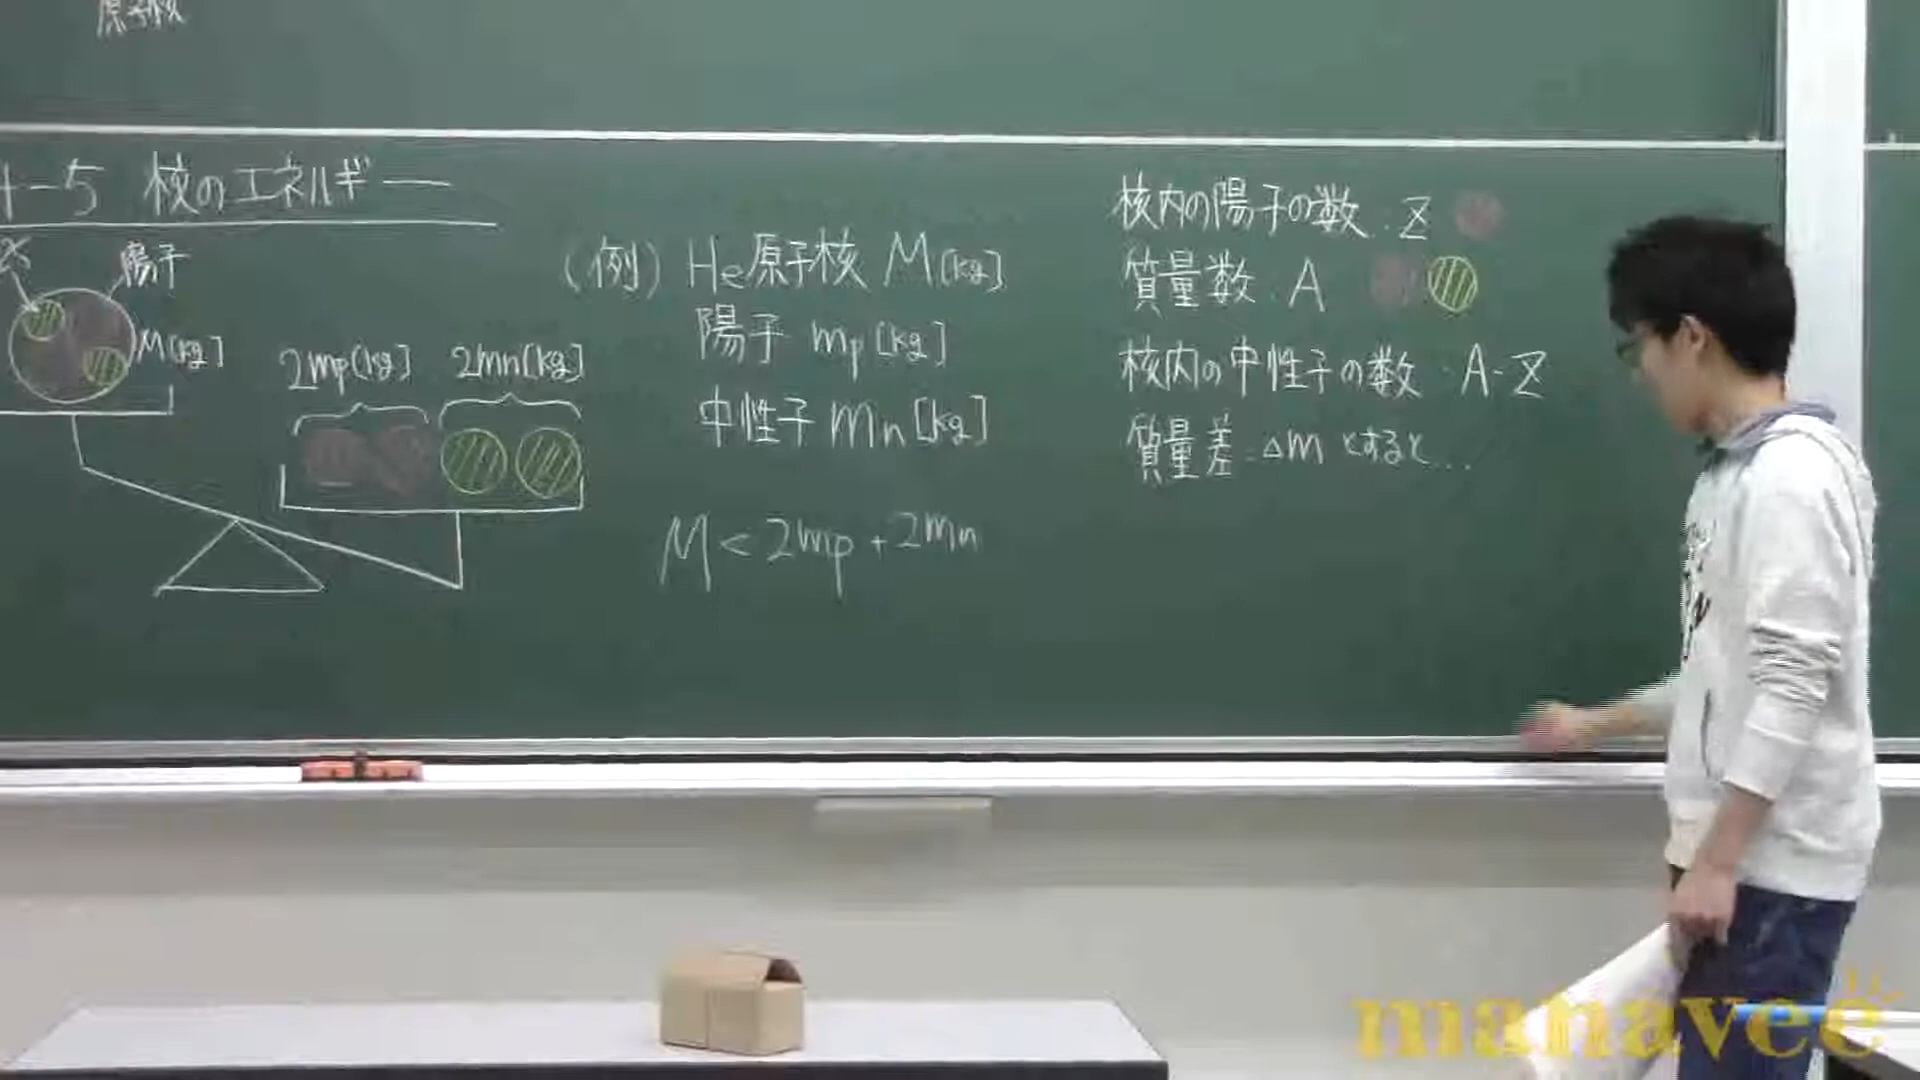 原子核
-5 核のエネルギー
陽子
M[kg]
2mp[kg] 2mn[kg]
(例) He原子核 M[kg]
陽子 mp[kg]
中性子 mn[kg]
M < 2mp + 2mn
核内の陽子の数:Z
質量数:A
核内の中性子の数:A-Z
質量差:△m とすると…
manavee